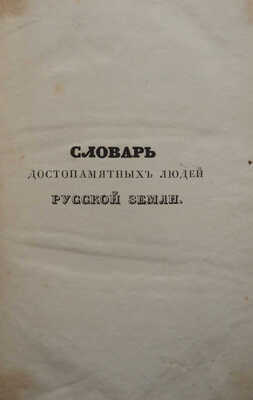 СЛОВАРЬ
ДОСТОПАМЯТНЫХЪ ЛЮДЕЙ
РУССКОЙ ЗЕМЛИ.